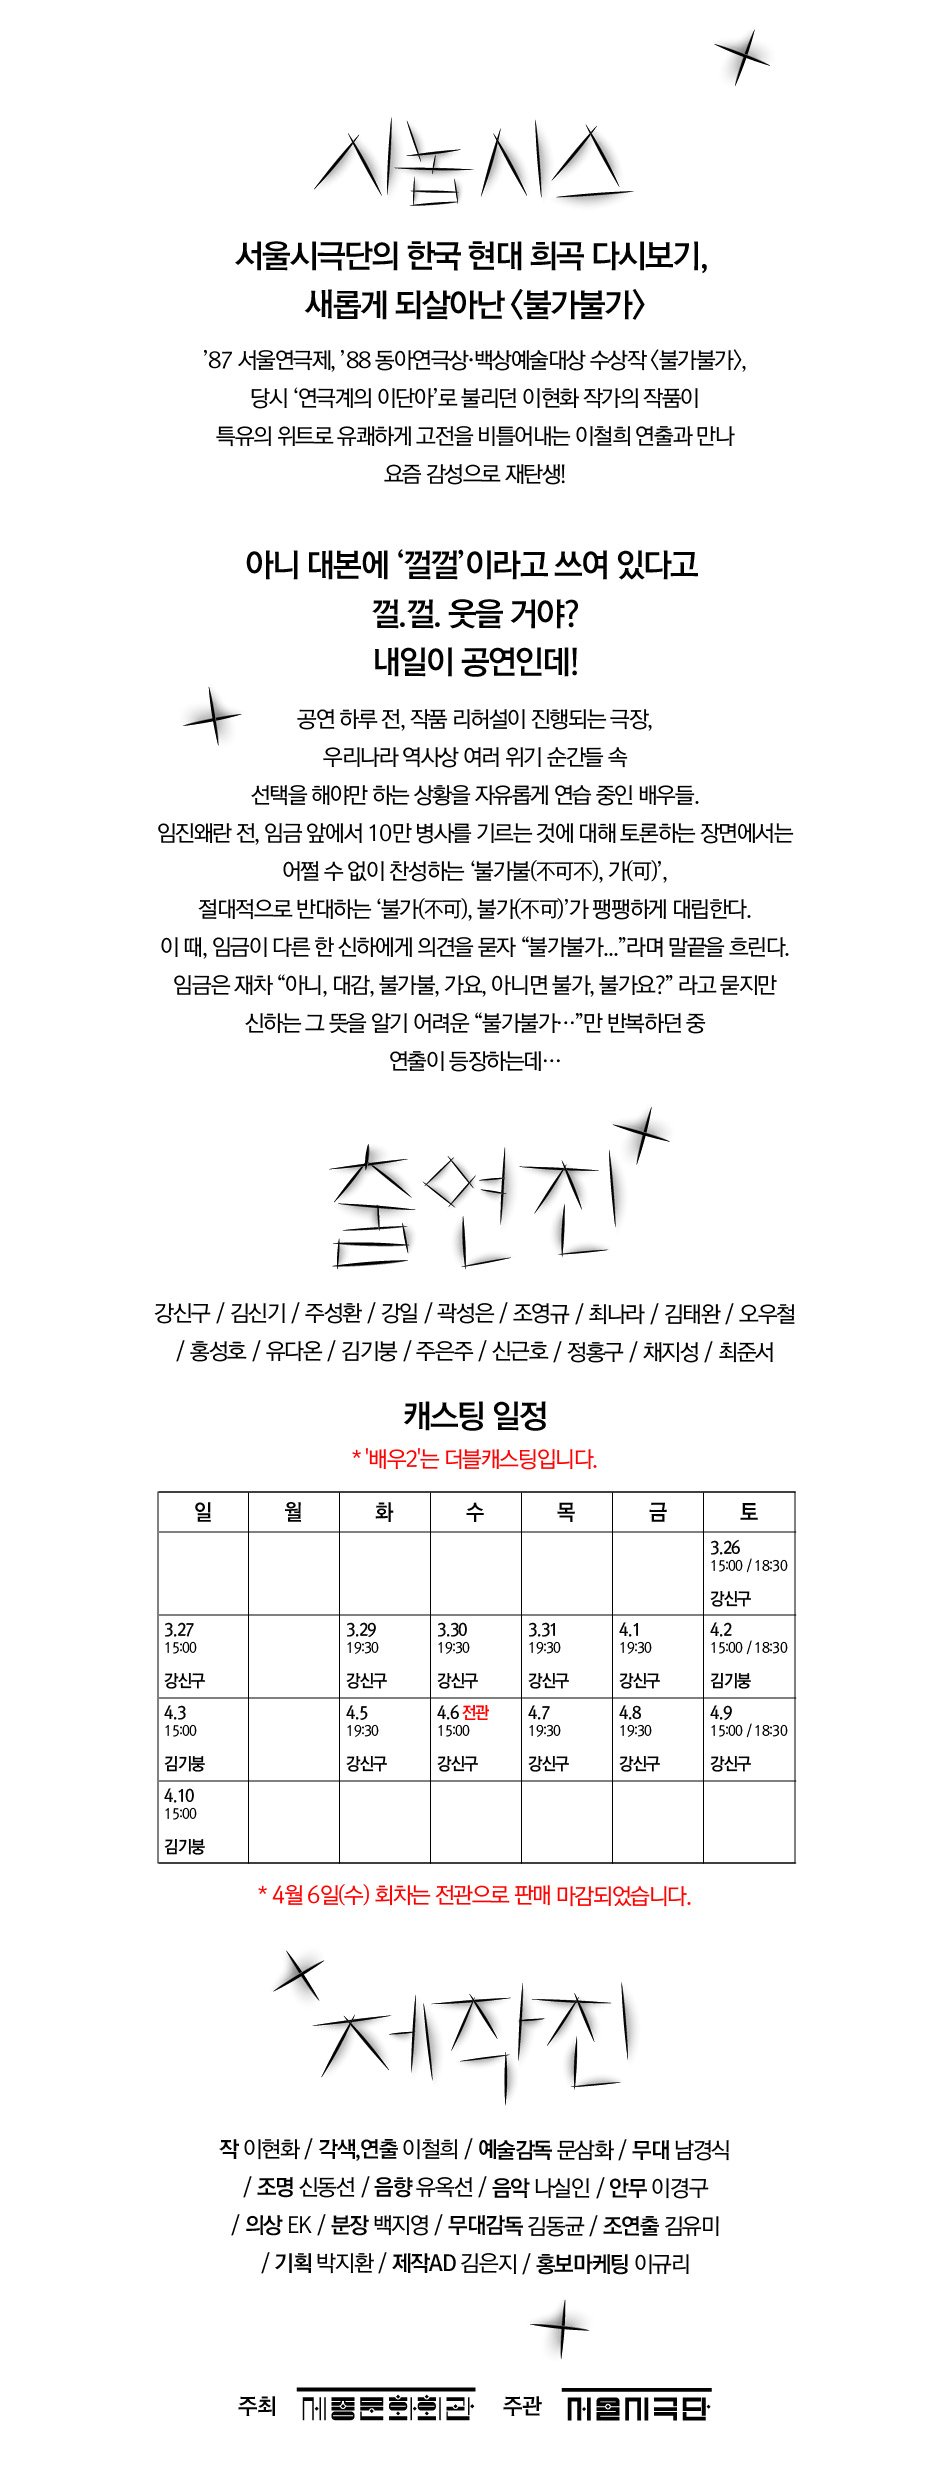 시놉시스
서울시극단의 한국 현대 희곡 다시보기,
새롭게 되살아난 〈불가불가〉
’87 서울연극제, ’88 동아연극상·백상예술대상 수상작 〈불가불가〉,
당시 ‘연극계의 이단아’로 불리던 이현화 작가의 작품이
특유의 위트로 유쾌하게 고전을 비틀어내는 이철희 연출과 만나
요즘 감성으로 재탄생!
아니 대본에 ‘껄껄’이라고 쓰여 있다고
껄.껄. 웃을 거야?
내일이 공연인데!
공연 하루 전, 작품 리허설이 진행되는 극장,
우리나라 역사상 여러 위기 순간들 속
선택을 해야만 하는 상황을 자유롭게 연습 중인 배우들.
임진왜란 전, 임금 앞에서 10만 병사를 기르는 것에 대해 토론하는 장면에서는
어쩔 수 없이 찬성하는 ‘불가불(不可不), 가(可)’,
절대적으로 반대하는 ‘불가(不可), 불가(不可)’가 팽팽하게 대립한다.
이 때, 임금이 다른 한 신하에게 의견을 묻자 “불가불가...”라며 말끝을 흐린다.
임금은 재차 “아니, 대감, 불가불, 가요, 아니면 불가, 불가요?” 라고 묻지만
신하는 그 뜻을 알기 어려운 “불가불가…”만 반복하던 중
연출이 등장하는데…
출연진
강신구 / 김신기 / 주성환 / 강일 / 곽성은 / 조영규 / 최나라 / 김태완 / 오우철
/ 홍성호 / 유다온 / 김기붕 / 주은주 / 신근호 / 정홍구 / 채지성 / 최준서
캐스팅 일정
* '배우2'는 더블캐스팅입니다.
일 월 화 수 목 금 토
3.26
15:00 / 18:30
강신구
3.27 3.29 3.30 3.31 4.1 4.2
15:00 19:30 19:30 19:30 19:30 15:00 / 18:30
강신구 강신구 강신구 강신구 강신구 김기붕
4.3 4.5 4.6 전관 4.7 4.8 4.9
15:00 19:30 15:00 19:30 19:30 15:00 / 18:30
김기붕 강신구 강신구 강신구 강신구 강신구
4.10
15:00
김기붕
* 4월 6일(수) 회차는 전관으로 판매 마감되었습니다.
제작진
작 이현화 / 각색,연출 이철희 / 예술감독 문삼화 / 무대 남경식
/ 조명 신동선 / 음향 유옥선 / 음악 나실인 / 안무 이경구
/ 의상 EK / 분장 백지영 / 무대감독 김동균 / 조연출 김유미
/ 기획 박지환 / 제작AD 김은지 / 홍보마케팅 이규리
주최 세종문화회관 주관 서울시극단